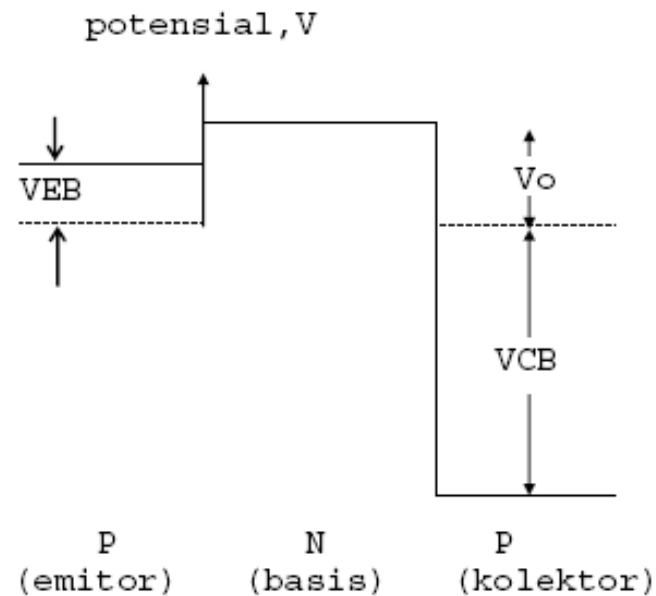 potensial,V
VEB
Vo
VCB
P N P
(emitor) (basis) (kolektor)